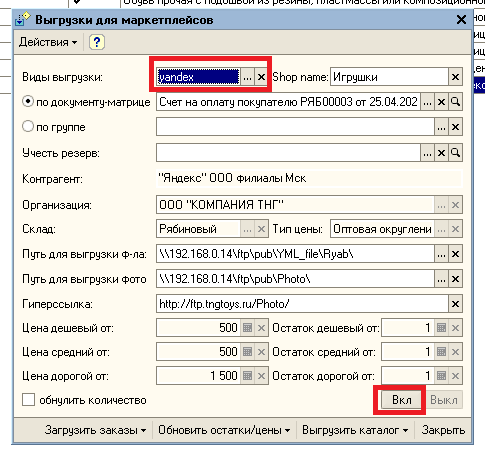 Обувь прочая с подошвой из резины, пластмассы или композиционно
Выгрузки для маркетплейсов
Действия
?
Виды выгрузки: yandex ... x Shop name: Игрушки x
по документу-матрице Счет на оплату покупателю РЯБ00003 от 25.04.202 ... x
по группе ... x
Учесть резерв: ... x
Контрагент: "Яндекс" ООО филиалы Мск
Организация: ООО "КОМПАНИЯ ТНГ" ... x
Склад: Рябиновый ... x Тип цены: Оптовая округлени ... x
Путь для выгрузки ф-ла: \\192.168.0.14\ftp\pub\YML_file\Ryab\ ... x
Путь для выгрузки фото \\192.168.0.14\ftp\pub\Photo\ ... x
Гиперссылка: http://ftp.tngtoys.ru/Photo/ x
Цена дешевый от: 500 x Остаток дешевый от: 1 x
Цена средний от: 500 x Остаток средний от: 1 x
Цена дорогой от: 1 500 x Остаток дорогой от: 1 x
обнулить количество Вкл Выкл
Загрузить заказы Обновить остатки/цены Выгрузить каталог Закрыть